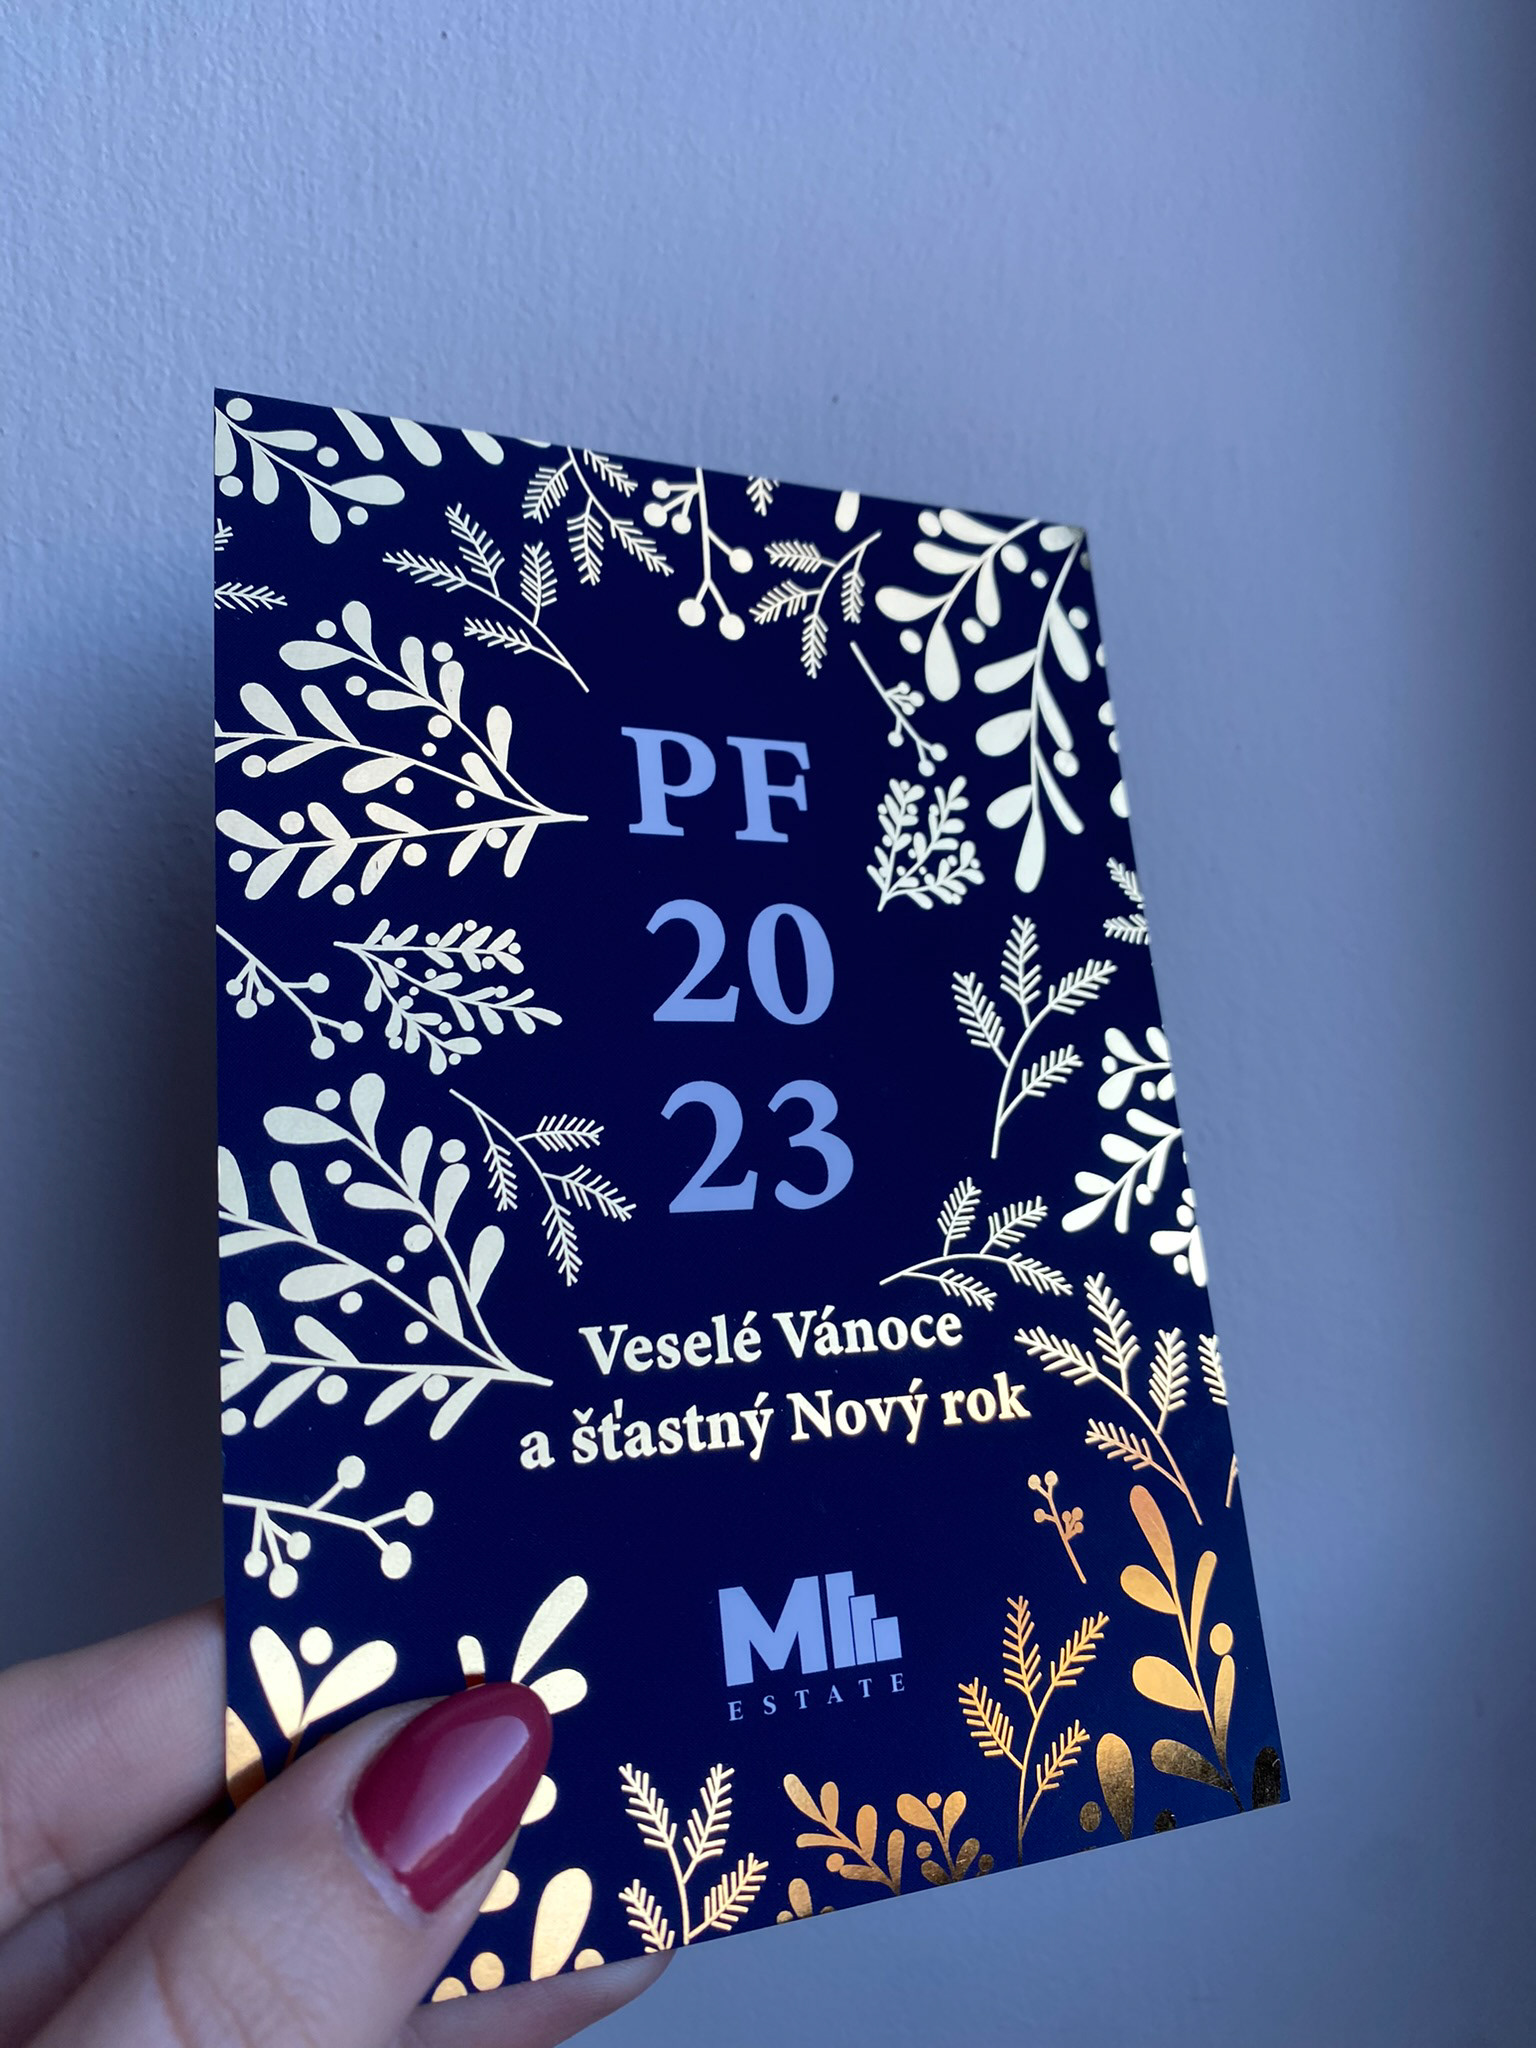 PF
20
23
Veselé Vánoce
a šťastný Nový rok
M
ESTATE